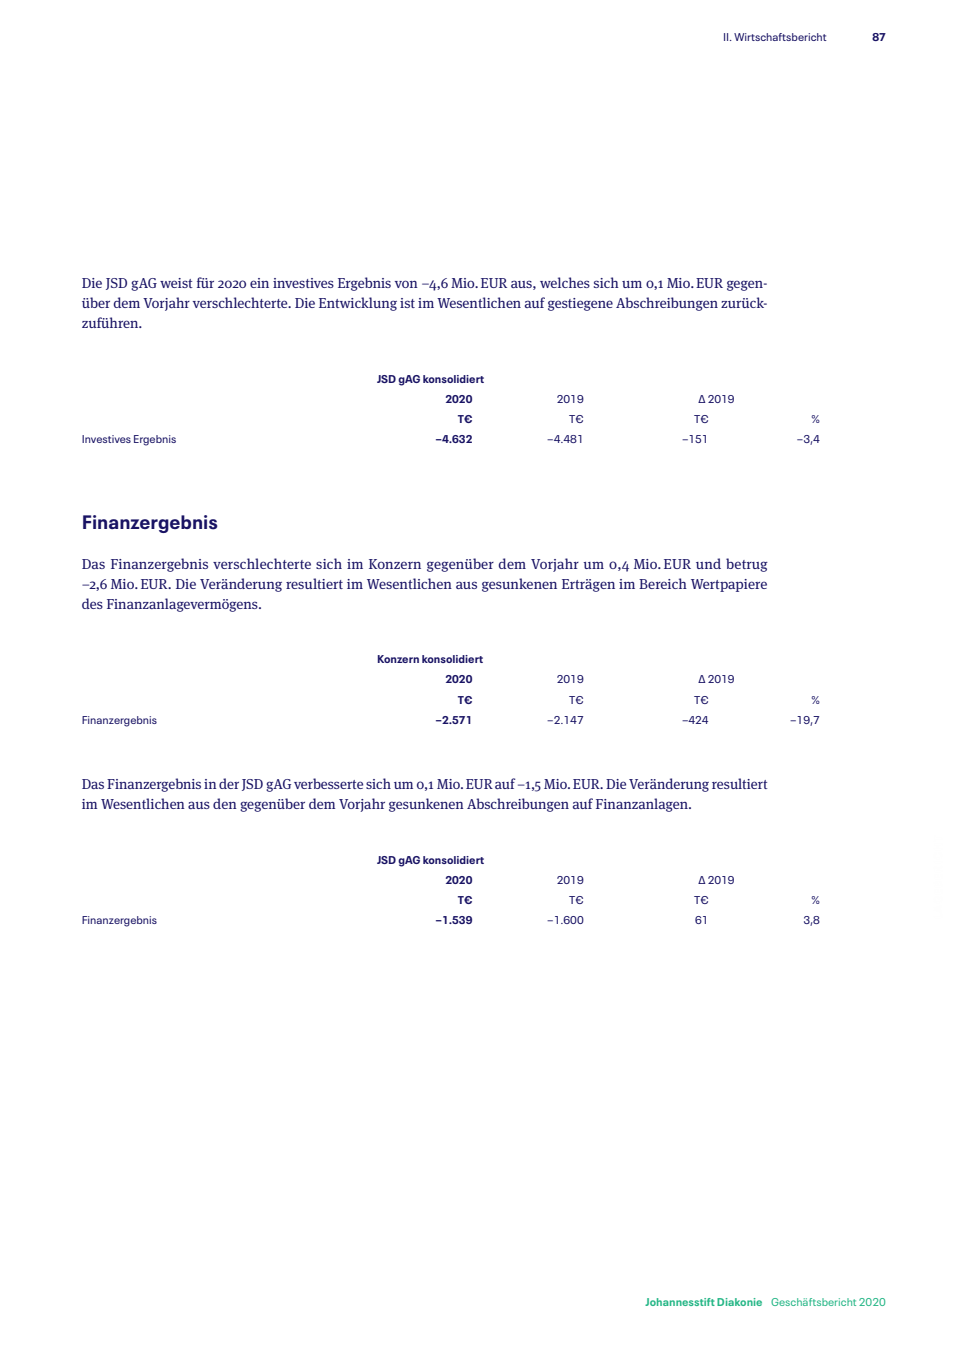 II. Wirtschaftsbericht 87
Die JSD gAG weist für 2020 ein investives Ergebnis von –4,6 Mio. EUR aus, welches sich um 0,1 Mio. EUR gegen-
über dem Vorjahr verschlechterte. Die Entwicklung ist im Wesentlichen auf gestiegene Abschreibungen zurück-
zuführen.
JSD gAG konsolidiert
2020 2019 Δ 2019
T€ T€ T€ %
Investives Ergebnis –4.632 –4.481 –151 –3,4
Finanzergebnis
Das Finanzergebnis verschlechterte sich im Konzern gegenüber dem Vorjahr um 0,4 Mio. EUR und betrug
–2,6 Mio. EUR. Die Veränderung resultiert im Wesentlichen aus gesunkenen Erträgen im Bereich Wertpapiere
des Finanzanlagevermögens.
Konzern konsolidiert
2020 2019 Δ 2019
T€ T€ T€ %
Finanzergebnis –2.571 –2.147 –424 –19,7
Das Finanzergebnis in der JSD gAG verbesserte sich um 0,1 Mio. EUR auf –1,5 Mio. EUR. Die Veränderung resultiert
im Wesentlichen aus den gegenüber dem Vorjahr gesunkenen Abschreibungen auf Finanzanlagen.
JSD gAG konsolidiert
2020 2019 Δ 2019
T€ T€ T€ %
Finanzergebnis –1.539 –1.600 61 3,8
Johannesstift Diakonie Geschäftsbericht 2020